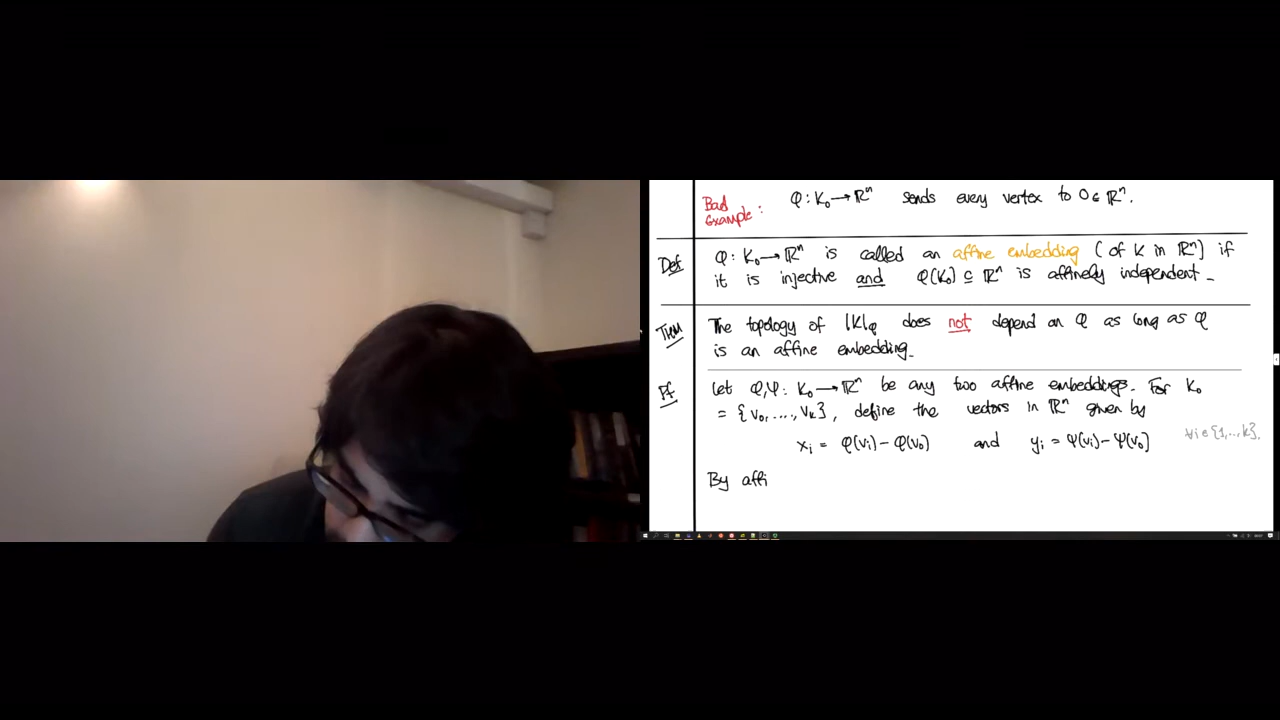 Bad Example: φ: K₀ → ℝⁿ sends every vertex to 0 ∈ ℝⁿ.
Def φ: K₀ → ℝⁿ is called an affine embedding (of K in ℝⁿ) if
it is injective and φ(K₀) ⊆ ℝⁿ is affinely independent.
THM The topology of |K|φ does not depend on φ as long as φ
is an affine embedding.
Pf Let φ, ψ: K₀ → ℝⁿ be any two affine embeddings. For K₀
= {v₀, ..., vₖ}, define the vectors in ℝⁿ given by
xᵢ = φ(vᵢ) - φ(v₀) and yᵢ = ψ(vᵢ) - ψ(v₀) ∀i ∈ {1, ..., k}.
By affi